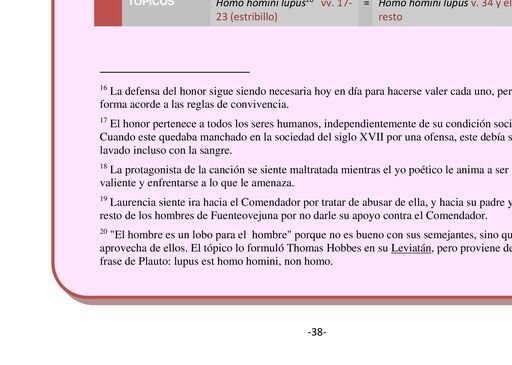 TÓPICOS
Homo homini lupus20 vv. 17-
23 (estribillo)
=
Homo homini lupus v. 34 y el
resto
16 La defensa del honor sigue siendo necesaria hoy en día para hacerse valer cada uno, per
forma acorde a las reglas de convivencia.
17 El honor pertenece a todos los seres humanos, independientemente de su condición soci
Cuando este quedaba manchado en la sociedad del siglo XVII por una ofensa, este debía s
lavado incluso con la sangre.
18 La protagonista de la canción se siente maltratada mientras el yo poético le anima a ser
valiente y enfrentarse a lo que le amenaza.
19 Laurencia siente ira hacia el Comendador por tratar de abusar de ella, y hacia su padre y
resto de los hombres de Fuenteovejuna por no darle su apoyo contra el Comendador.
20 "El hombre es un lobo para el hombre" porque no es bueno con sus semejantes, sino qu
aprovecha de ellos. El tópico lo formuló Thomas Hobbes en su Leviatán, pero proviene de
frase de Plauto: lupus est homo homini, non homo.
-38-